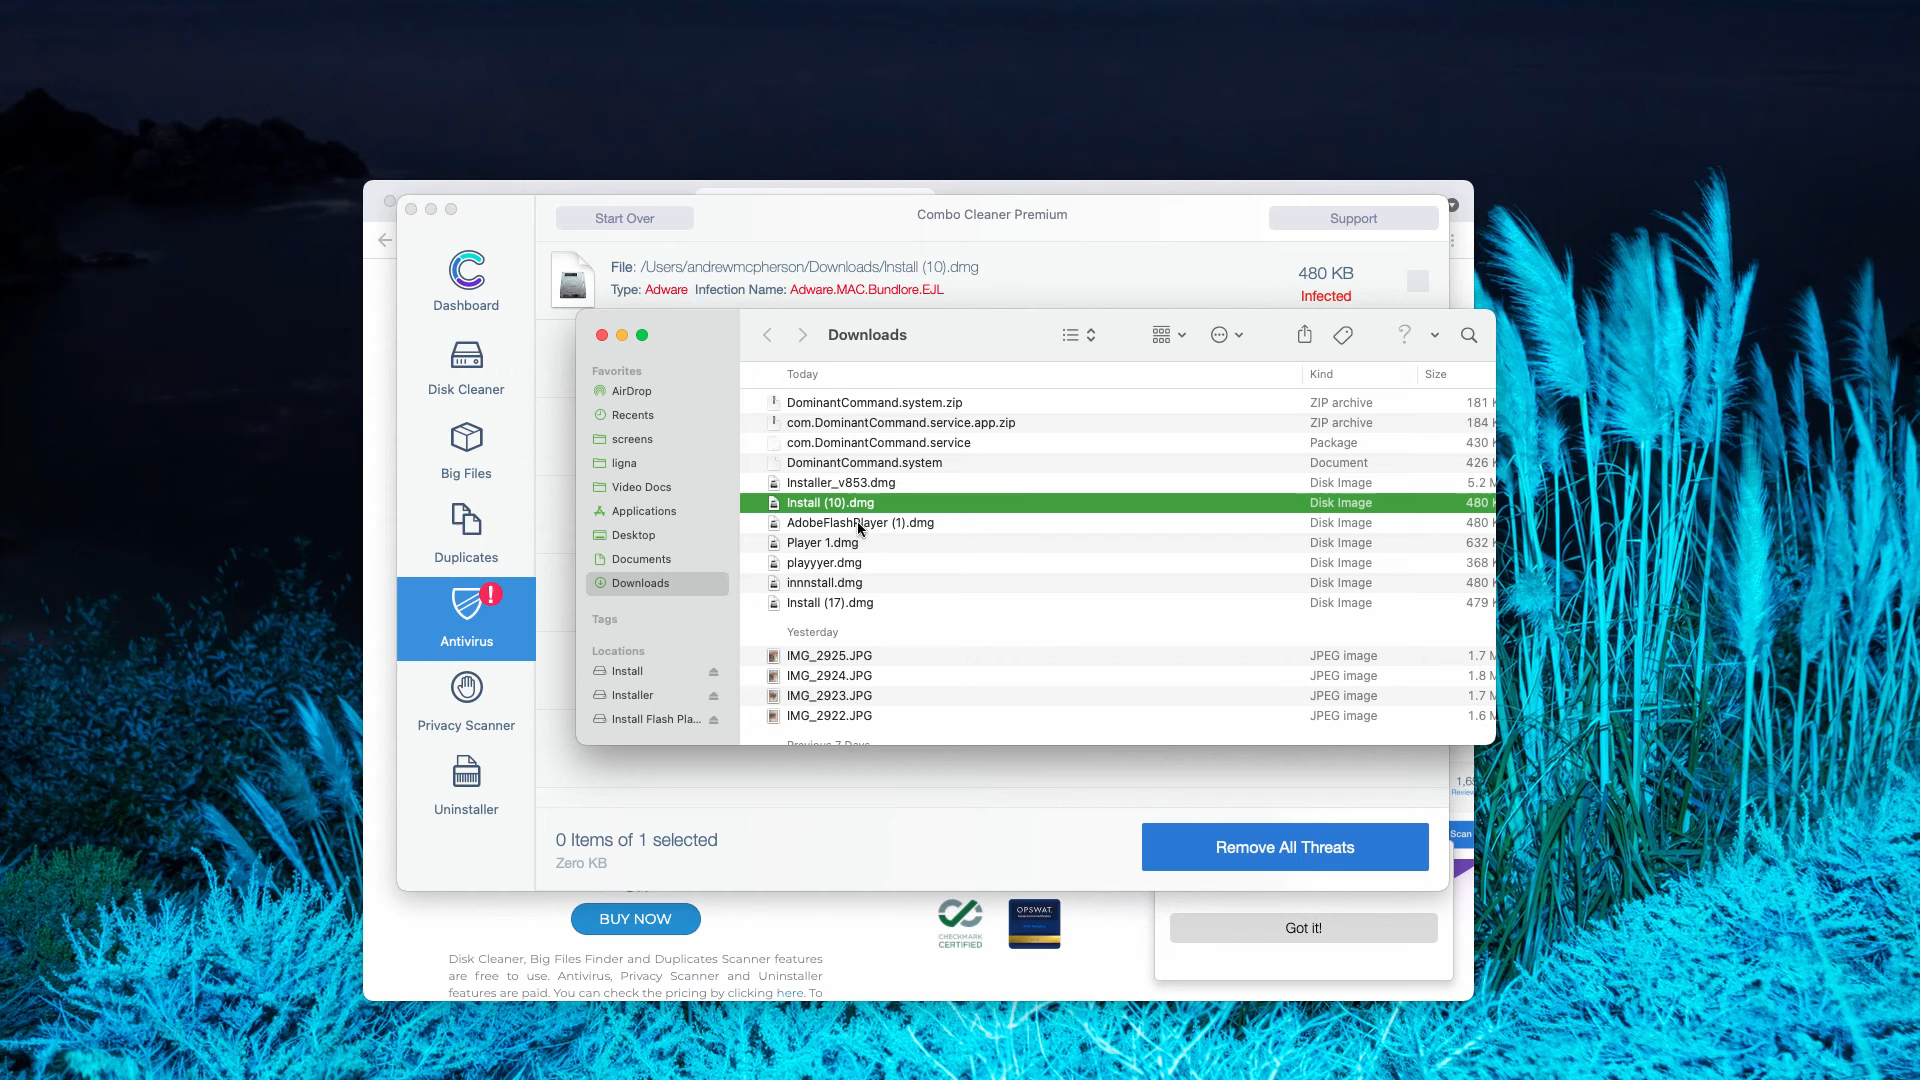 Start Over
Combo Cleaner Premium
Support
File: /Users/andrewmcpherson/Downloads/Install (10).dmg
480 KB
Type: Adware Infection Name: Adware.MAC.Bundlore.EJL
Infected
Dashboard
Disk Cleaner
Big Files
Duplicates
Antivirus
Privacy Scanner
Uninstaller
Downloads
Favorites
AirDrop
Recents
screens
ligna
Video Docs
Applications
Desktop
Documents
Downloads
Tags
Locations
Install
Installer
Install Flash Pla...
Today Kind Size
DominantCommand.system.zip ZIP archive 181
com.DominantCommand.service.app.zip ZIP archive 184
com.DominantCommand.service Package 430
DominantCommand.system Document 426
Installer_v853.dmg Disk Image 5.2
Install (10).dmg Disk Image 480
AdobeFlashPlayer (1).dmg Disk Image 480
Player 1.dmg Disk Image 632
playyyer.dmg Disk Image 368
innnstall.dmg Disk Image 480
Install (17).dmg Disk Image 479
Yesterday
IMG_2925.JPG JPEG image 1.7
IMG_2924.JPG JPEG image 1.8
IMG_2923.JPG JPEG image 1.7
IMG_2922.JPG JPEG image 1.6
Previous 7 Days
0 Items of 1 selected
Zero KB
Remove All Threats
Scan
BUY NOW
CHECKMARK
CERTIFIED
OPSWAT.
Got it!
Disk Cleaner, Big Files Finder and Duplicates Scanner features
are free to use. Antivirus, Privacy Scanner and Uninstaller
features are paid. You can check the pricing by clicking here. To